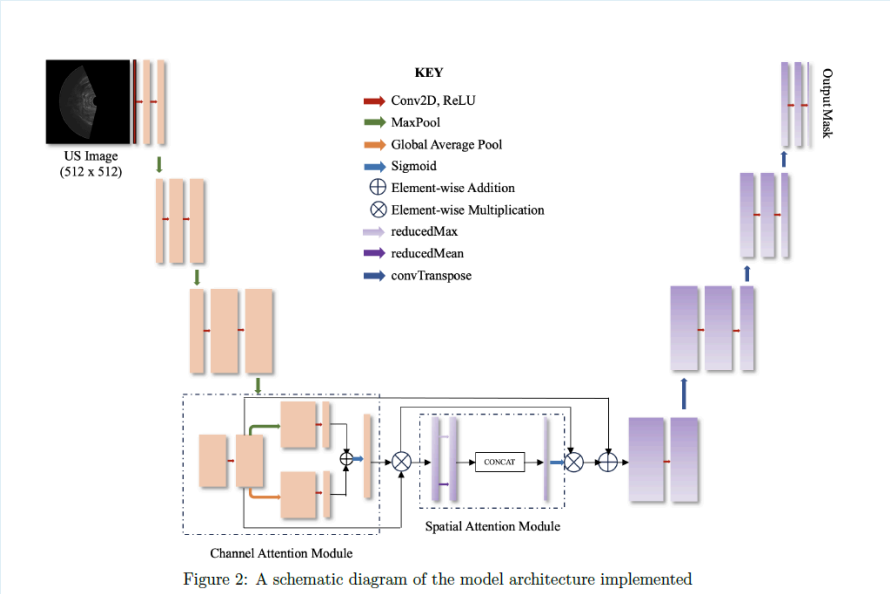 KEY
Conv2D, ReLU
MaxPool
Global Average Pool
Sigmoid
Element-wise Addition
Element-wise Multiplication
reducedMax
reducedMean
convTranspose
US Image
(512 x 512)
Output Mask
CONCAT
Spatial Attention Module
Channel Attention Module
Figure 2: A schematic diagram of the model architecture implemented